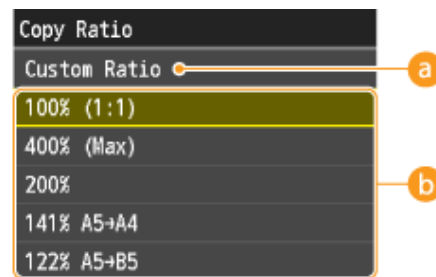 Copy Ratio
Custom Ratio
a
100% (1:1)
400% (Max)
200%
b
141% A5→A4
122% A5→B5